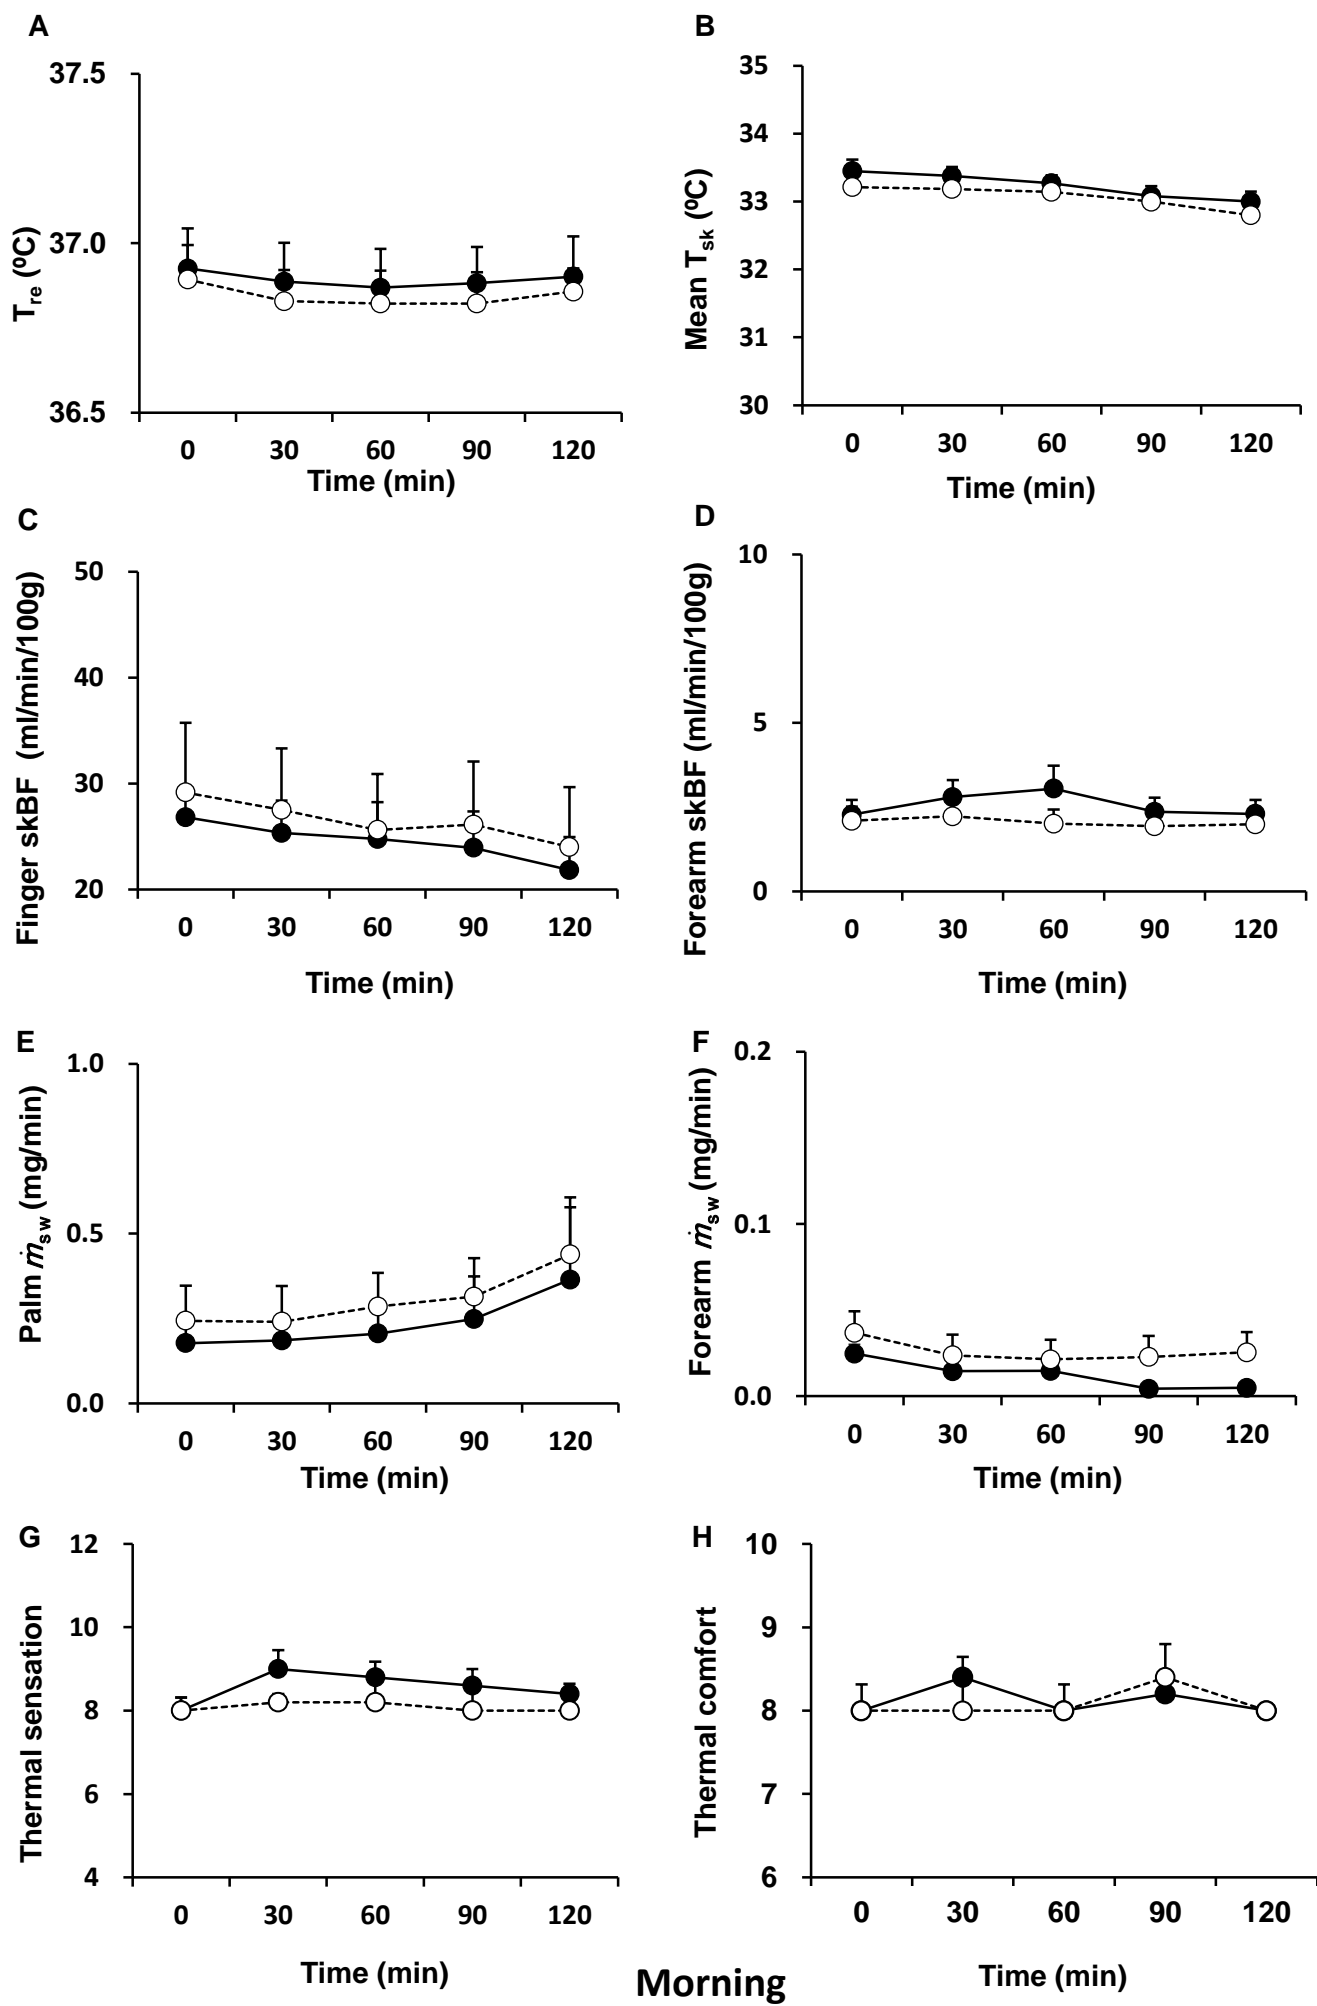 A
37.5
37.0
36.5
T_re (ºC)
0 30 60 90 120
Time (min)
B
35
34
33
32
31
30
Mean T_sk (ºC)
0 30 60 90 120
Time (min)
C
50
40
30
20
Finger skBF (ml/min/100g)
0 30 60 90 120
Time (min)
D
10
5
0
Forearm skBF (ml/min/100g)
0 30 60 90 120
Time (min)
E
1.0
0.5
0.0
Palm ṁ_sw (mg/min)
0 30 60 90 120
Time (min)
F
0.2
0.1
0.0
Forearm ṁ_sw (mg/min)
0 30 60 90 120
Time (min)
G
12
10
8
6
4
Thermal sensation
0 30 60 90 120
Time (min)
H
10
9
8
7
6
Thermal comfort
0 30 60 90 120
Time (min)
Morning